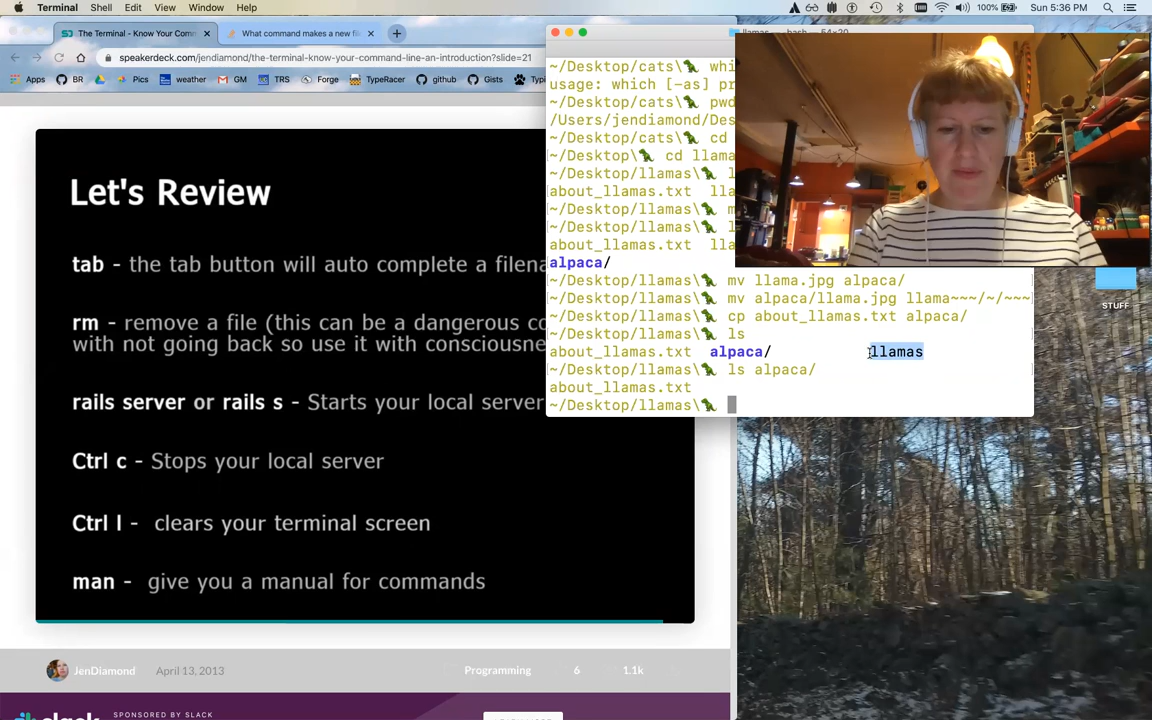 Terminal Shell Edit View Window Help
100% Sun 5:36 PM
The Terminal - Know Your Com
What command makes a new fi
speakerdeck.com/jendiamond/the-terminal-know-your-command-line-an-introduction?slide=21
Apps BR Pics weather GM TRS Forge TypeRacer github Gists Typi
Let's Review
tab - the tab button will auto complete a filena
rm - remove a file (this can be a dangerous co
with not going back so use it with consciousne
rails server or rails s - Starts your local server
Ctrl c - Stops your local server
Ctrl l - clears your terminal screen
man - give you a manual for commands
JenDiamond April 13, 2013 Programming 6 1.1k
slack SPONSORED BY SLACK
~/Desktop/cats\ whi
usage: which [-as] pr
~/Desktop/cats\ pwd
/Users/jendiamond/Des
~/Desktop/cats\ cd
~/Desktop\ cd llama
~/Desktop/llamas\ l
about_llamas.txt lla
~/Desktop/llamas\ m
~/Desktop/llamas\ l
about_llamas.txt lla
alpaca/
~/Desktop/llamas\ mv llama.jpg alpaca/
~/Desktop/llamas\ mv alpaca/llama.jpg llama~~~/~/~~~
~/Desktop/llamas\ cp about_llamas.txt alpaca/
~/Desktop/llamas\ ls
about_llamas.txt alpaca/ llamas
~/Desktop/llamas\ ls alpaca/
about_llamas.txt
~/Desktop/llamas\
STUFF